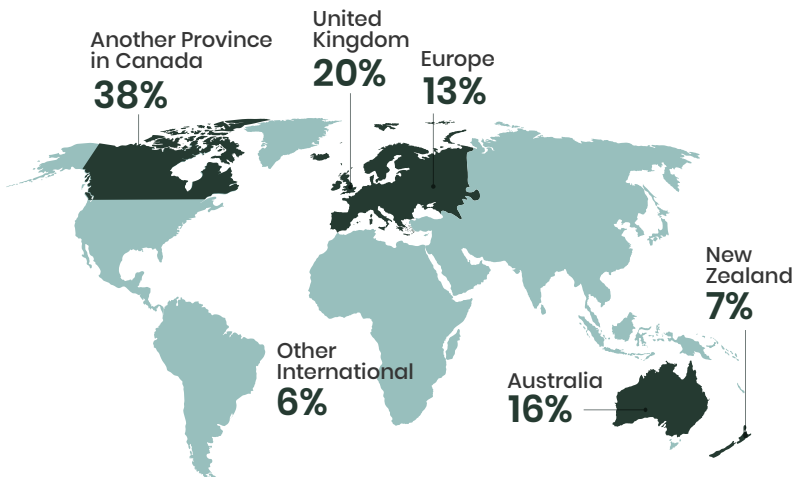 Another Province
in Canada
38%
United
Kingdom
20%
Europe
13%
New
Zealand
7%
Other
International
6%
Australia
16%